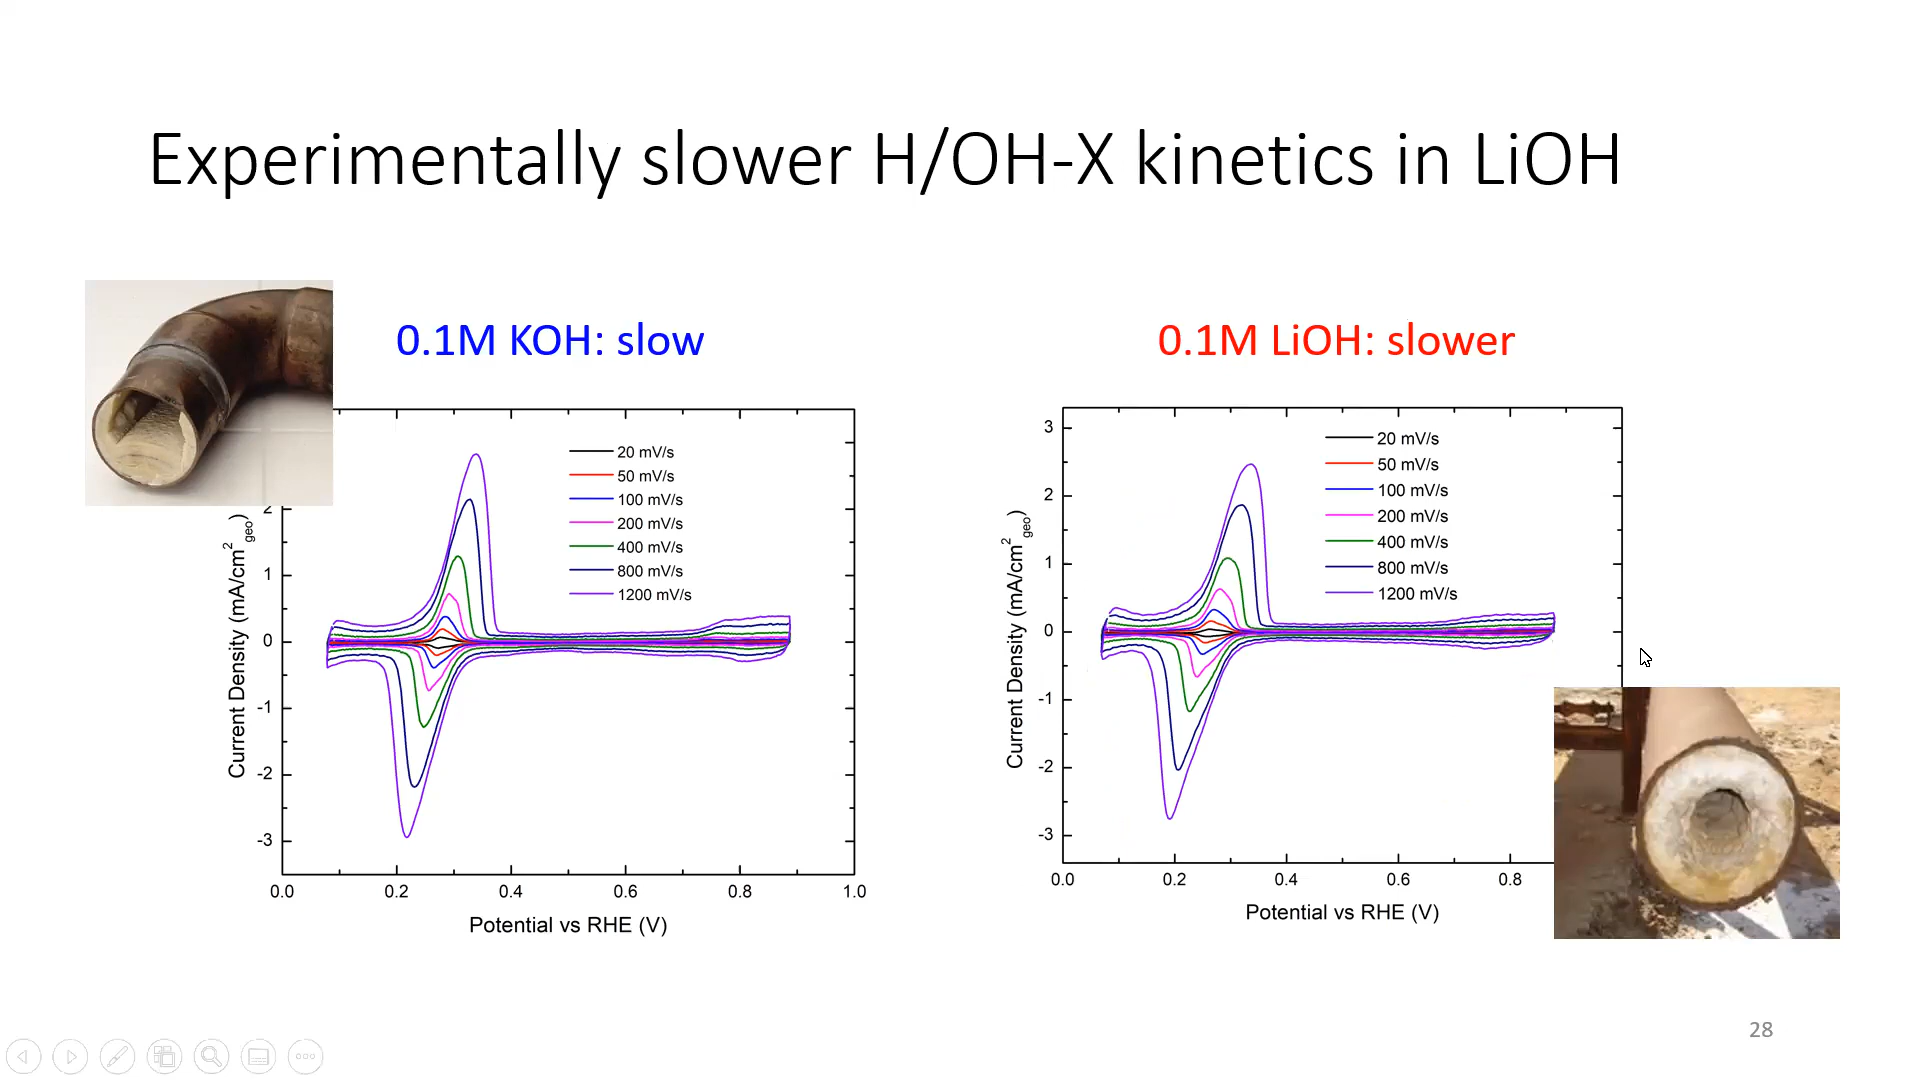 Experimentally slower H/OH-X kinetics in LiOH
0.1M KOH: slow
0.1M LiOH: slower
20 mV/s
50 mV/s
100 mV/s
200 mV/s
400 mV/s
800 mV/s
1200 mV/s
2
1
0
-1
-2
-3
Current Density (mA/cm²geo)
0.0 0.2 0.4 0.6 0.8 1.0
Potential vs RHE (V)
20 mV/s
50 mV/s
100 mV/s
200 mV/s
400 mV/s
800 mV/s
1200 mV/s
3
2
1
0
-1
-2
-3
Current Density (mA/cm²geo)
0.0 0.2 0.4 0.6 0.8
Potential vs RHE (V)
28